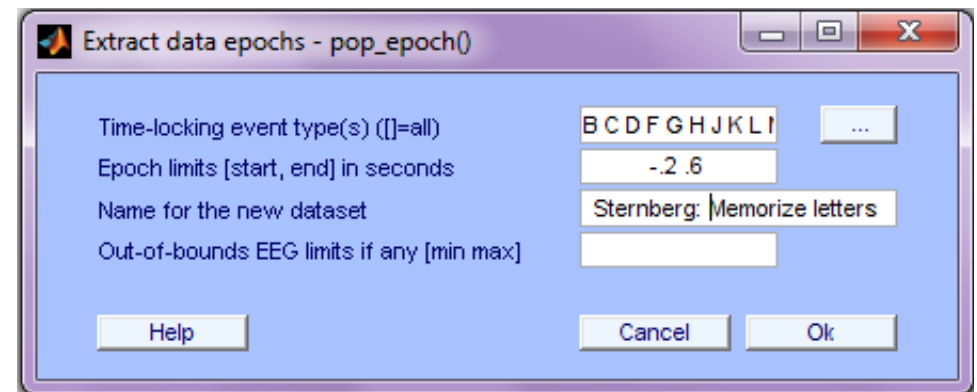 Extract data epochs - pop_epoch()
Time-locking event type(s) ([]=all) B C D F G H J K L ...
Epoch limits [start, end] in seconds -.2 .6
Name for the new dataset Sternberg: Memorize letters
Out-of-bounds EEG limits if any [min max]
Help Cancel Ok